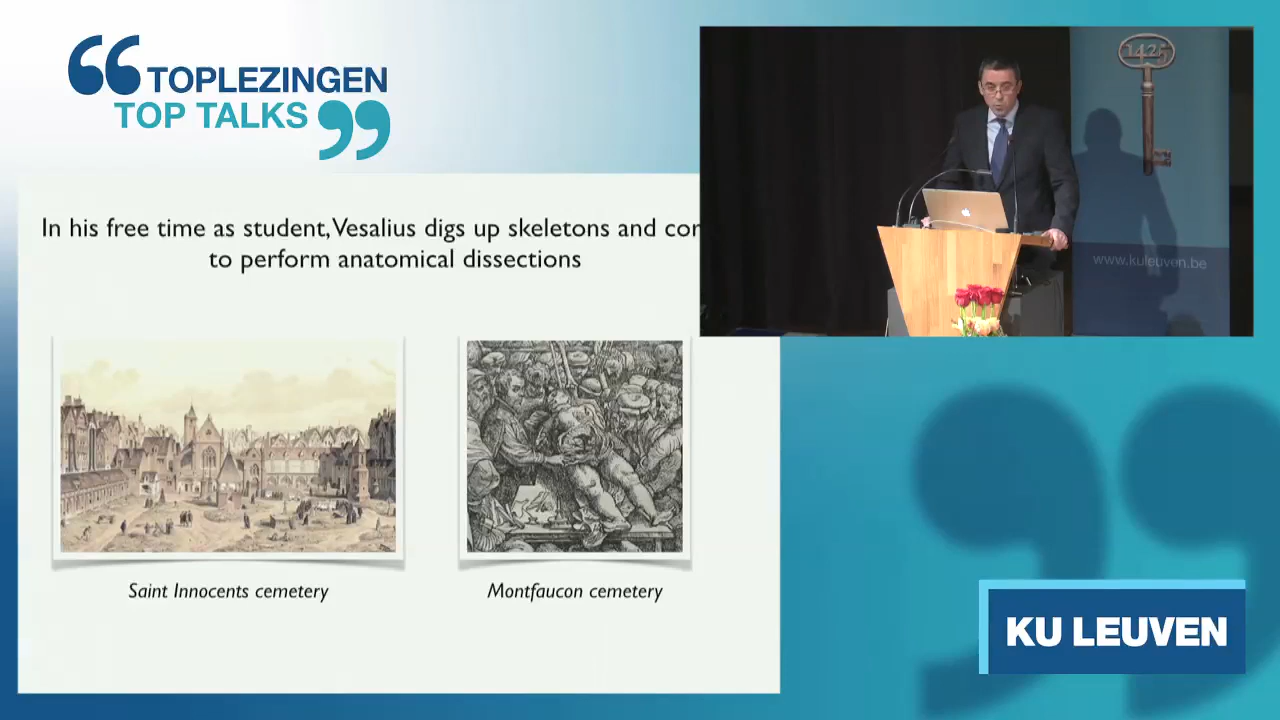 TOPLEZINGEN
TOP TALKS
1425
In his free time as student, Vesalius digs up skeletons and
to perform anatomical dissections
www.kuleuven.be
Saint Innocents cemetery
Montfaucon cemetery
KU LEUVEN